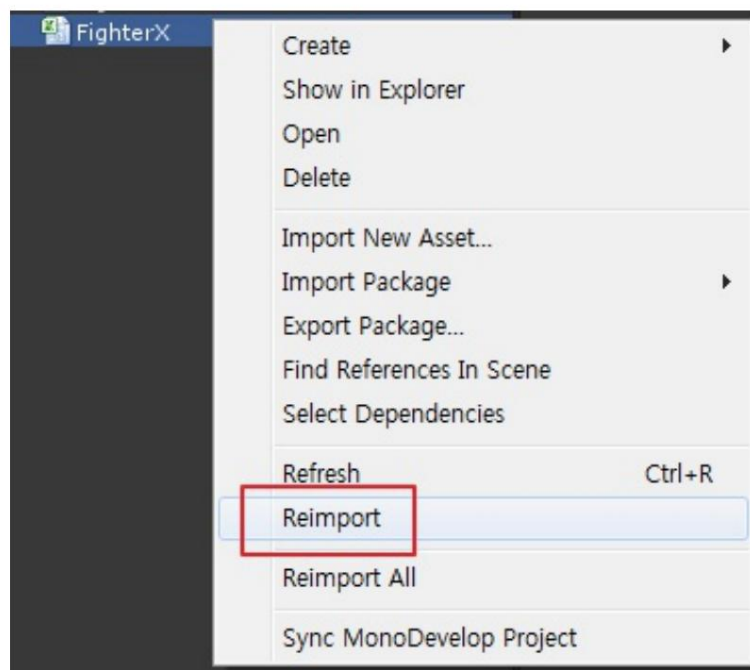 FighterX
Create
Show in Explorer
Open
Delete
Import New Asset...
Import Package
Export Package...
Find References In Scene
Select Dependencies
Refresh Ctrl+R
Reimport
Reimport All
Sync MonoDevelop Project